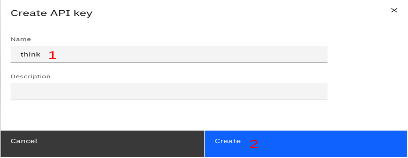 Create API key
×
Name
think 1
Description
Cancel
Create 2